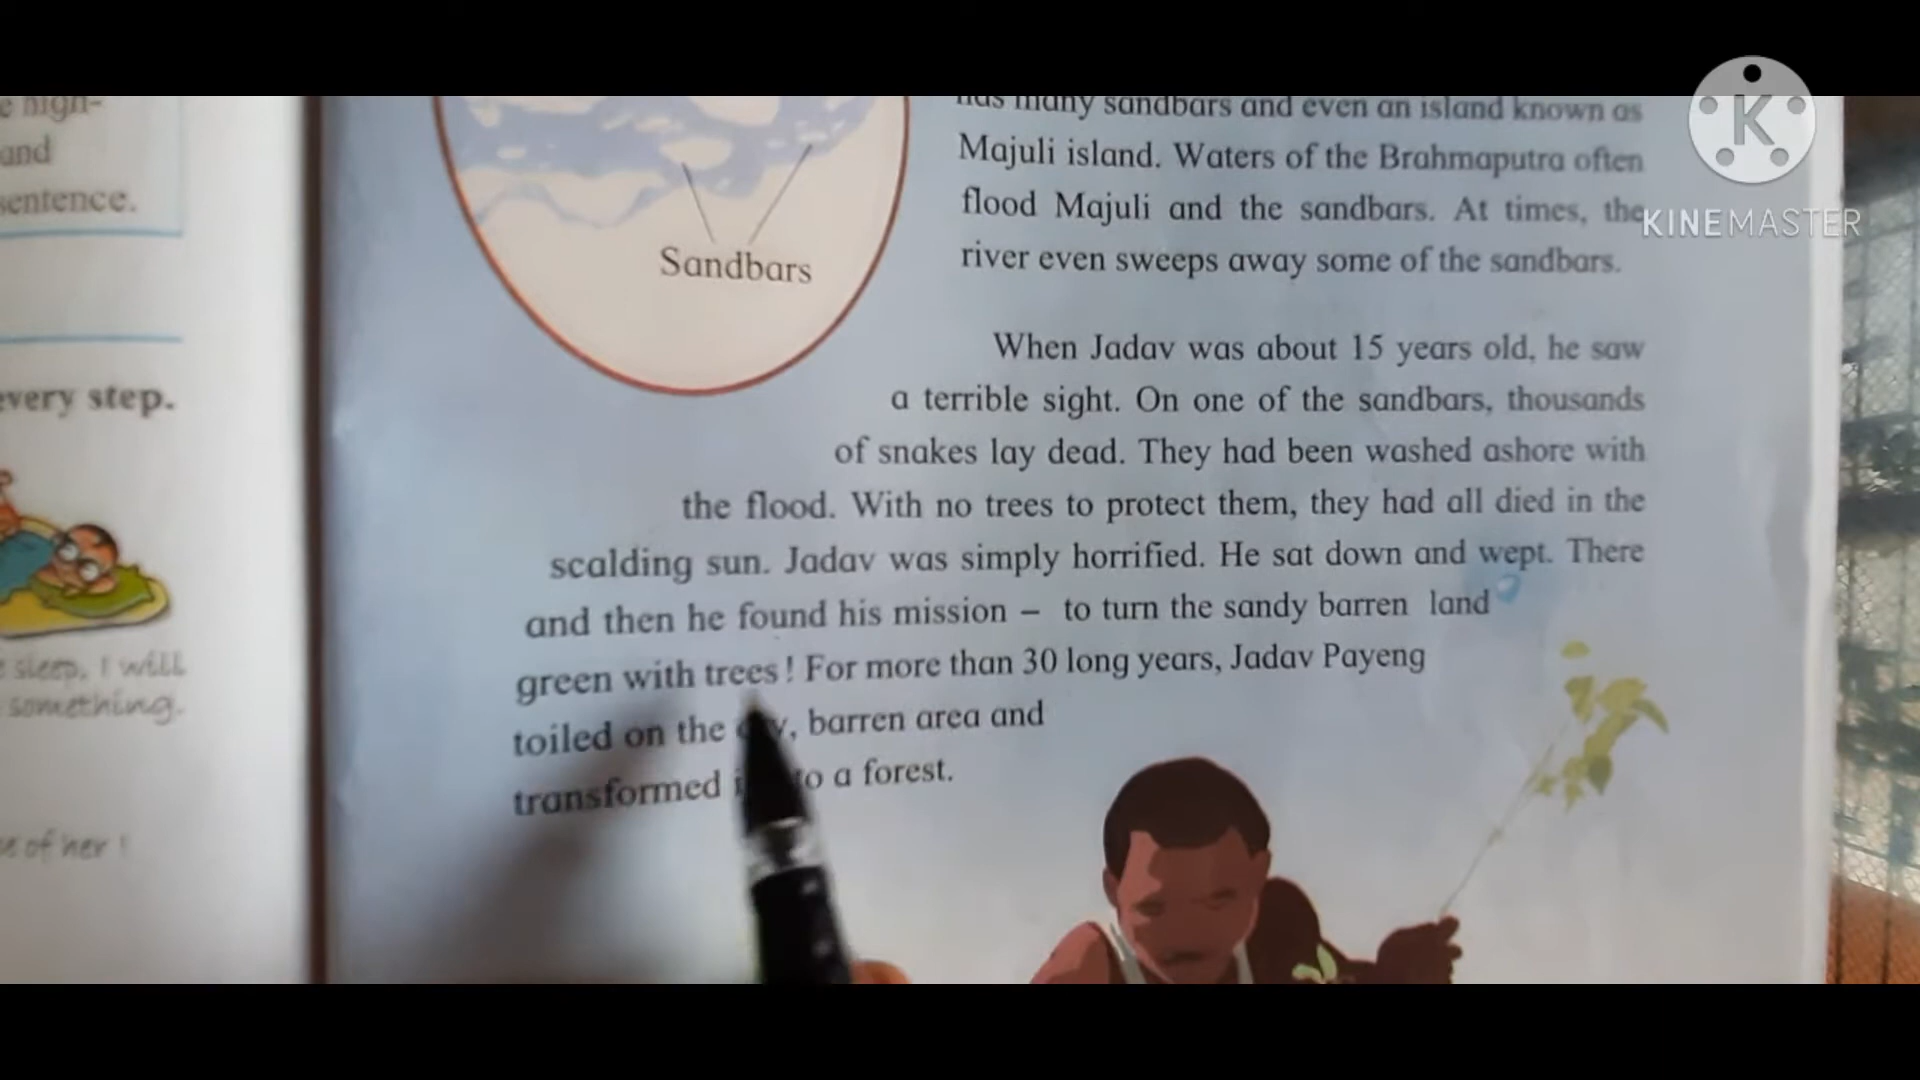 e high-
and
sentence.
every step.
sleep, I will
something.
se of her !
Sandbars
has many sandbars and even an island known as
Majuli island. Waters of the Brahmaputra often
flood Majuli and the sandbars. At times, the
river even sweeps away some of the sandbars.
When Jadav was about 15 years old, he saw
a terrible sight. On one of the sandbars, thousands
of snakes lay dead. They had been washed ashore with
the flood. With no trees to protect them, they had all died in the
scalding sun. Jadav was simply horrified. He sat down and wept. There
and then he found his mission – to turn the sandy barren land
green with trees! For more than 30 long years, Jadav Payeng
toiled on the barren area and
transformed to a forest.
K
KINEMASTER